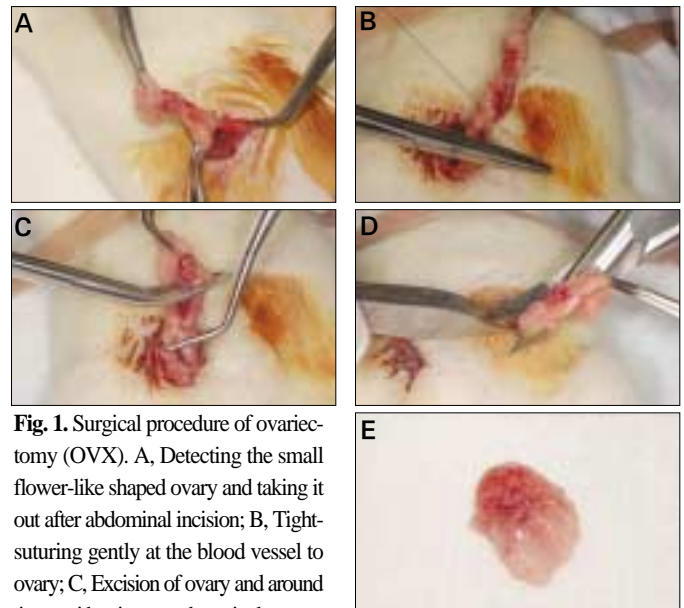 A
B
C
D
E
Fig. 1. Surgical procedure of ovariec-
tomy (OVX). A, Detecting the small
flower-like shaped ovary and taking it
out after abdominal incision; B, Tight-
suturing gently at the blood vessel to
ovary; C, Excision of ovary and around